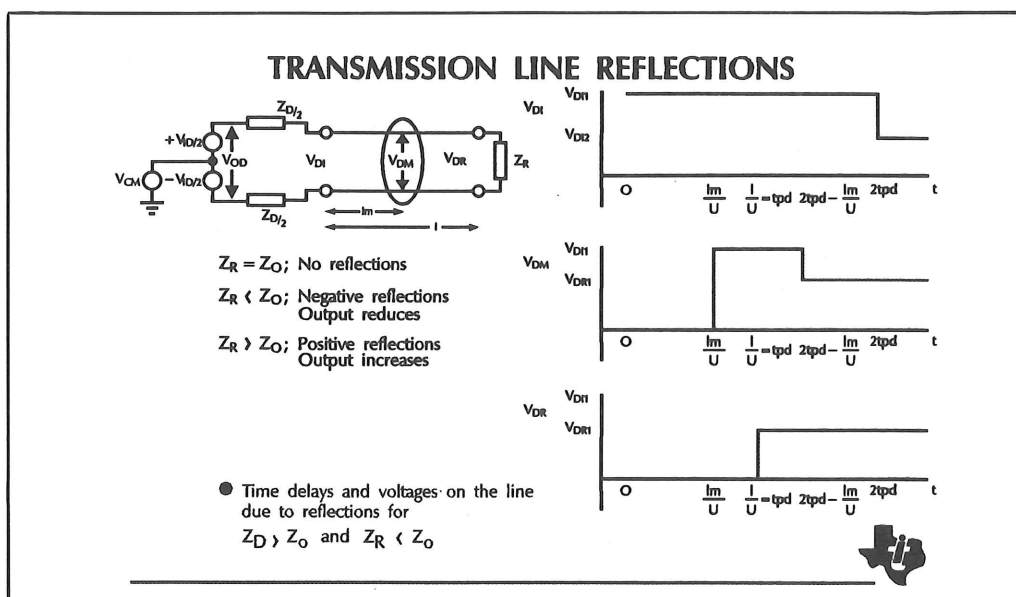 TRANSMISSION LINE REFLECTIONS
Z_D/2
+V_ID/2
V_OD
V_DI
V_DM
V_DR
Z_R
V_CM
-V_ID/2
Z_D/2
lm
l
Z_R = Z_O; No reflections
Z_R < Z_O; Negative reflections
Output reduces
Z_R > Z_O; Positive reflections
Output increases
● Time delays and voltages on the line
due to reflections for
Z_D > Z_O and Z_R < Z_O
V_DI
V_DI1
V_DI2
O lm/U l/U = tpd 2tpd - lm/U 2tpd t
V_DM
V_DI1
V_DR1
O lm/U l/U = tpd 2tpd - lm/U 2tpd t
V_DR
V_DI1
V_DR1
O lm/U l/U = tpd 2tpd - lm/U 2tpd t